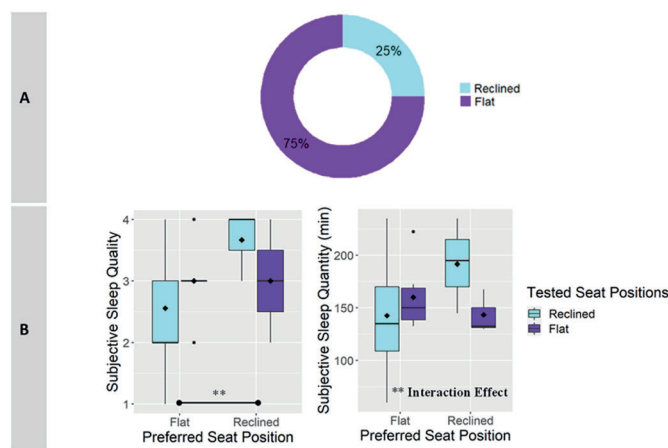 A
25%
75%
Reclined
Flat
B
Subjective Sleep Quality
4
3
2
1
**
Flat
Reclined
Preferred Seat Position
Subjective Sleep Quantity (min)
200
150
100
** Interaction Effect
Flat
Reclined
Preferred Seat Position
Tested Seat Positions
Reclined
Flat